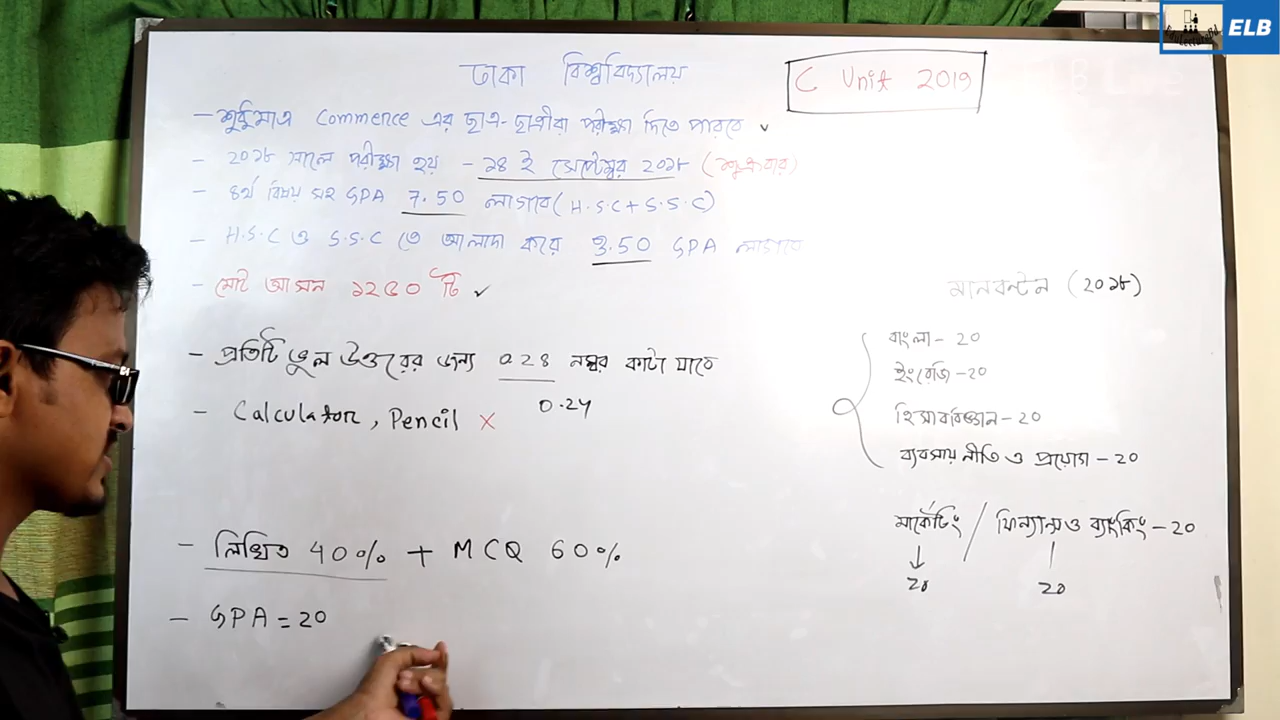 ELB
ঢাকা বিশ্ববিদ্যালয়
C Unit 2019
- শুধুমাত্র Commerce এর ছাত্র-ছাত্রীরা পরীক্ষা দিতে পারবে ✓
- ২০১৮ সালে পরীক্ষা হয় - ১৪ ই সেপ্টেম্বর ২০১৮ (শুক্রবার)
- ৪র্থ বিষয় সহ GPA 7.50 লাগবে (H.S.C + S.S.C)
- H.S.C ও S.S.C তে আলাদা করে 3.50 GPA লাগবে
- মোট আসন ১২৫০ টি ✓
- প্রতিটি ভুল উত্তরের জন্য ০.২৪ নম্বর কাটা যাবে
0.24
- Calculator, Pencil ×
- লিখিত 40% + MCQ 60%
- GPA = 20
মানবন্টন (২০১৮)
বাংলা - 20
ইংরেজি - 20
হিসাববিজ্ঞান - 20
ব্যবসায় নীতি ও প্রয়োগ - 20
মার্কেটিং / ফিন্যান্স ও ব্যাংকিং - 20
20 20